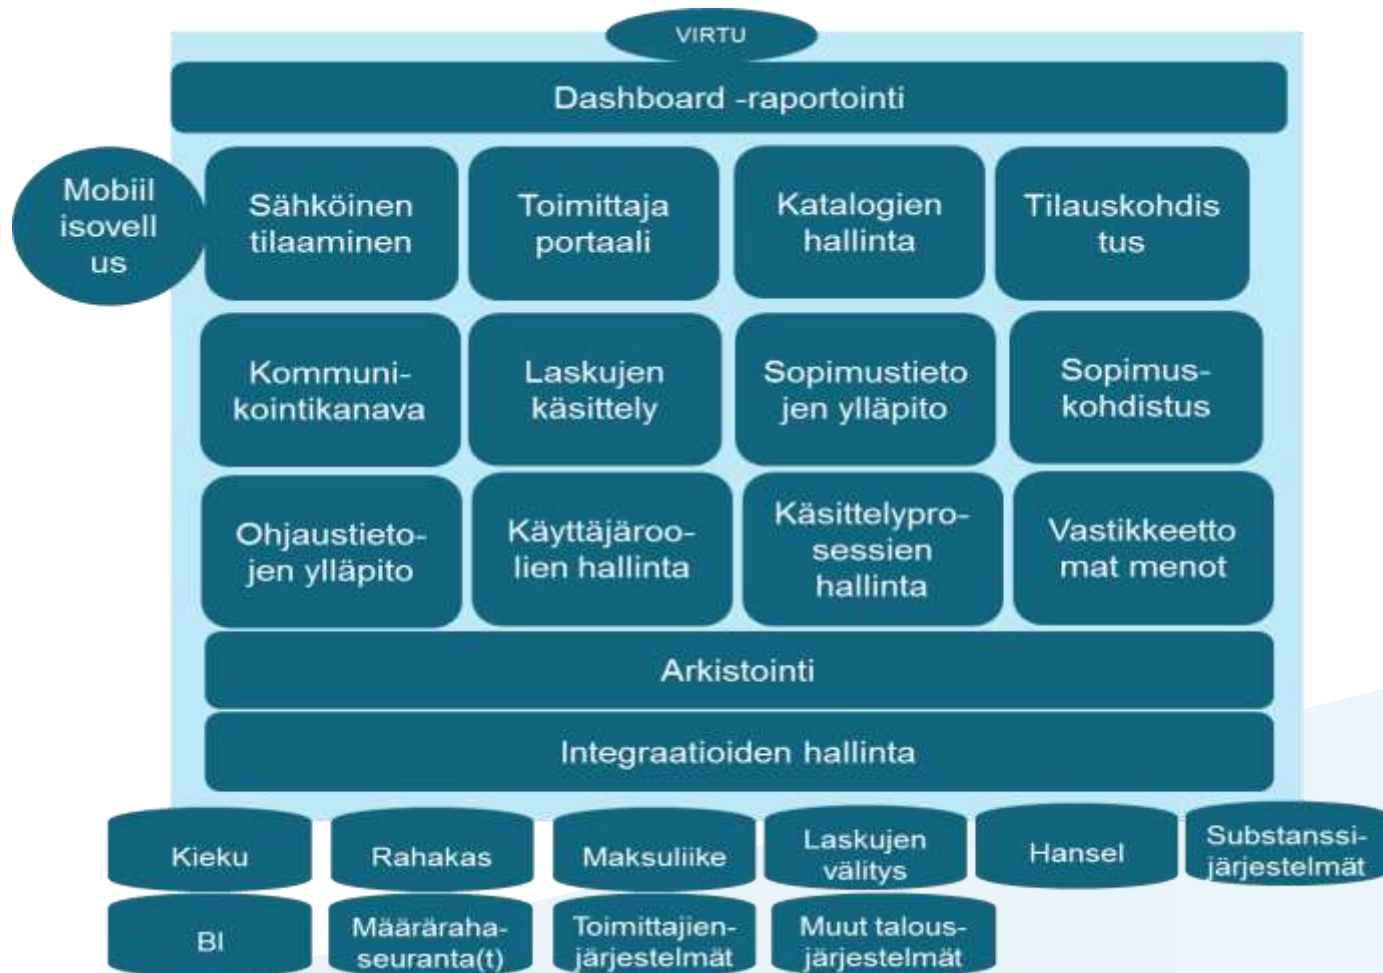 VIRTU
Dashboard -raportointi
Mobiil
isovell
us
Sähköinen
tilaaminen
Toimittaja
portaali
Katalogien
hallinta
Tilauskohdis
tus
Kommuni-
kointikanava
Laskujen
käsittely
Sopimustieto
jen ylläpito
Sopimus-
kohdistus
Ohjaustieto-
jen ylläpito
Käyttäjäroo-
lien hallinta
Käsittelypro-
sessien
hallinta
Vastikkeetto
mat menot
Arkistointi
Integraatioiden hallinta
Kieku
Rahakas
Maksuliike
Laskujen
välitys
Hansel
Substanssi-
järjestelmät
BI
Määräraha-
seuranta(t)
Toimittajien-
järjestelmät
Muut talous-
järjestelmät